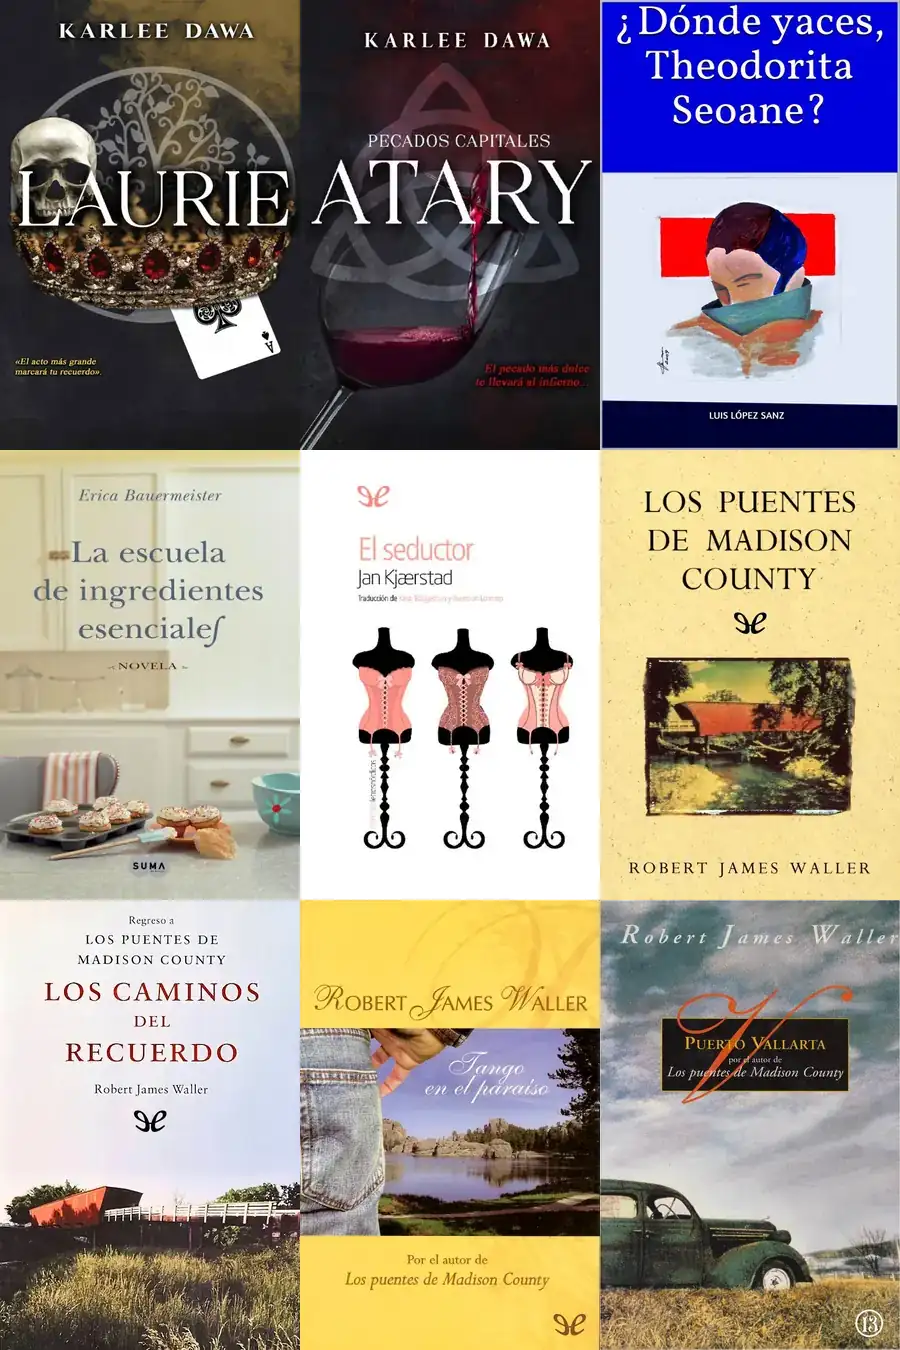 KARLEE DAWA
LAURIE
A
«El acto más grande
marcará tu recuerdo».
KARLEE DAWA
PECADOS CAPITALES
ATARY
El pecado más dulce
te llevará al infierno...
¿Dónde yaces,
Theodorita
Seoane?
LUIS LÓPEZ SANZ
Erica Bauermeister
La escuela
de ingredientes
esenciales
NOVELA
SUMA
El seductor
Jan Kjærstad
Traducción de
LOS PUENTES
DE MADISON
COUNTY
ROBERT JAMES WALLER
Regreso a
LOS PUENTES DE
MADISON COUNTY
LOS CAMINOS
DEL
RECUERDO
Robert James Waller
ROBERT JAMES WALLER
Tango
en el paraíso
Por el autor de
Los puentes de Madison County
Robert James Waller
V
PUERTO VALLARTA
por el autor de
Los puentes de Madison County
13